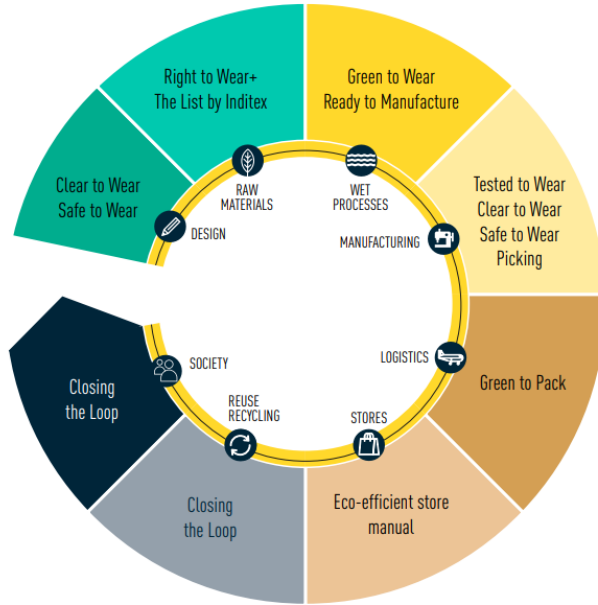 Right to Wear+
The List by Inditex
Green to Wear
Ready to Manufacture
Clear to Wear
Safe to Wear
Tested to Wear
Clear to Wear
Safe to Wear
Picking
RAW
MATERIALS
WET
PROCESSES
DESIGN
MANUFACTURING
SOCIETY
LOGISTICS
REUSE
RECYCLING
STORES
Closing
the Loop
Green to Pack
Closing
the Loop
Eco-efficient store
manual